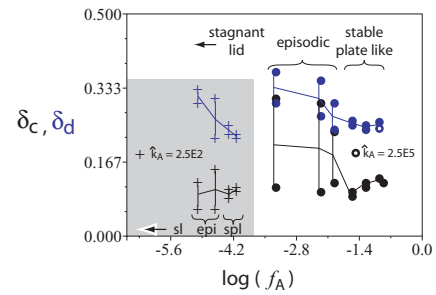 0.500
stagnant lid
episodic
stable plate like
0.333
δc, δd
k̂A = 2.5E2
k̂A = 2.5E5
0.167
sl epi spl
0.000
-5.6 -4.2 -2.8 -1.4 0.0
log(fA)